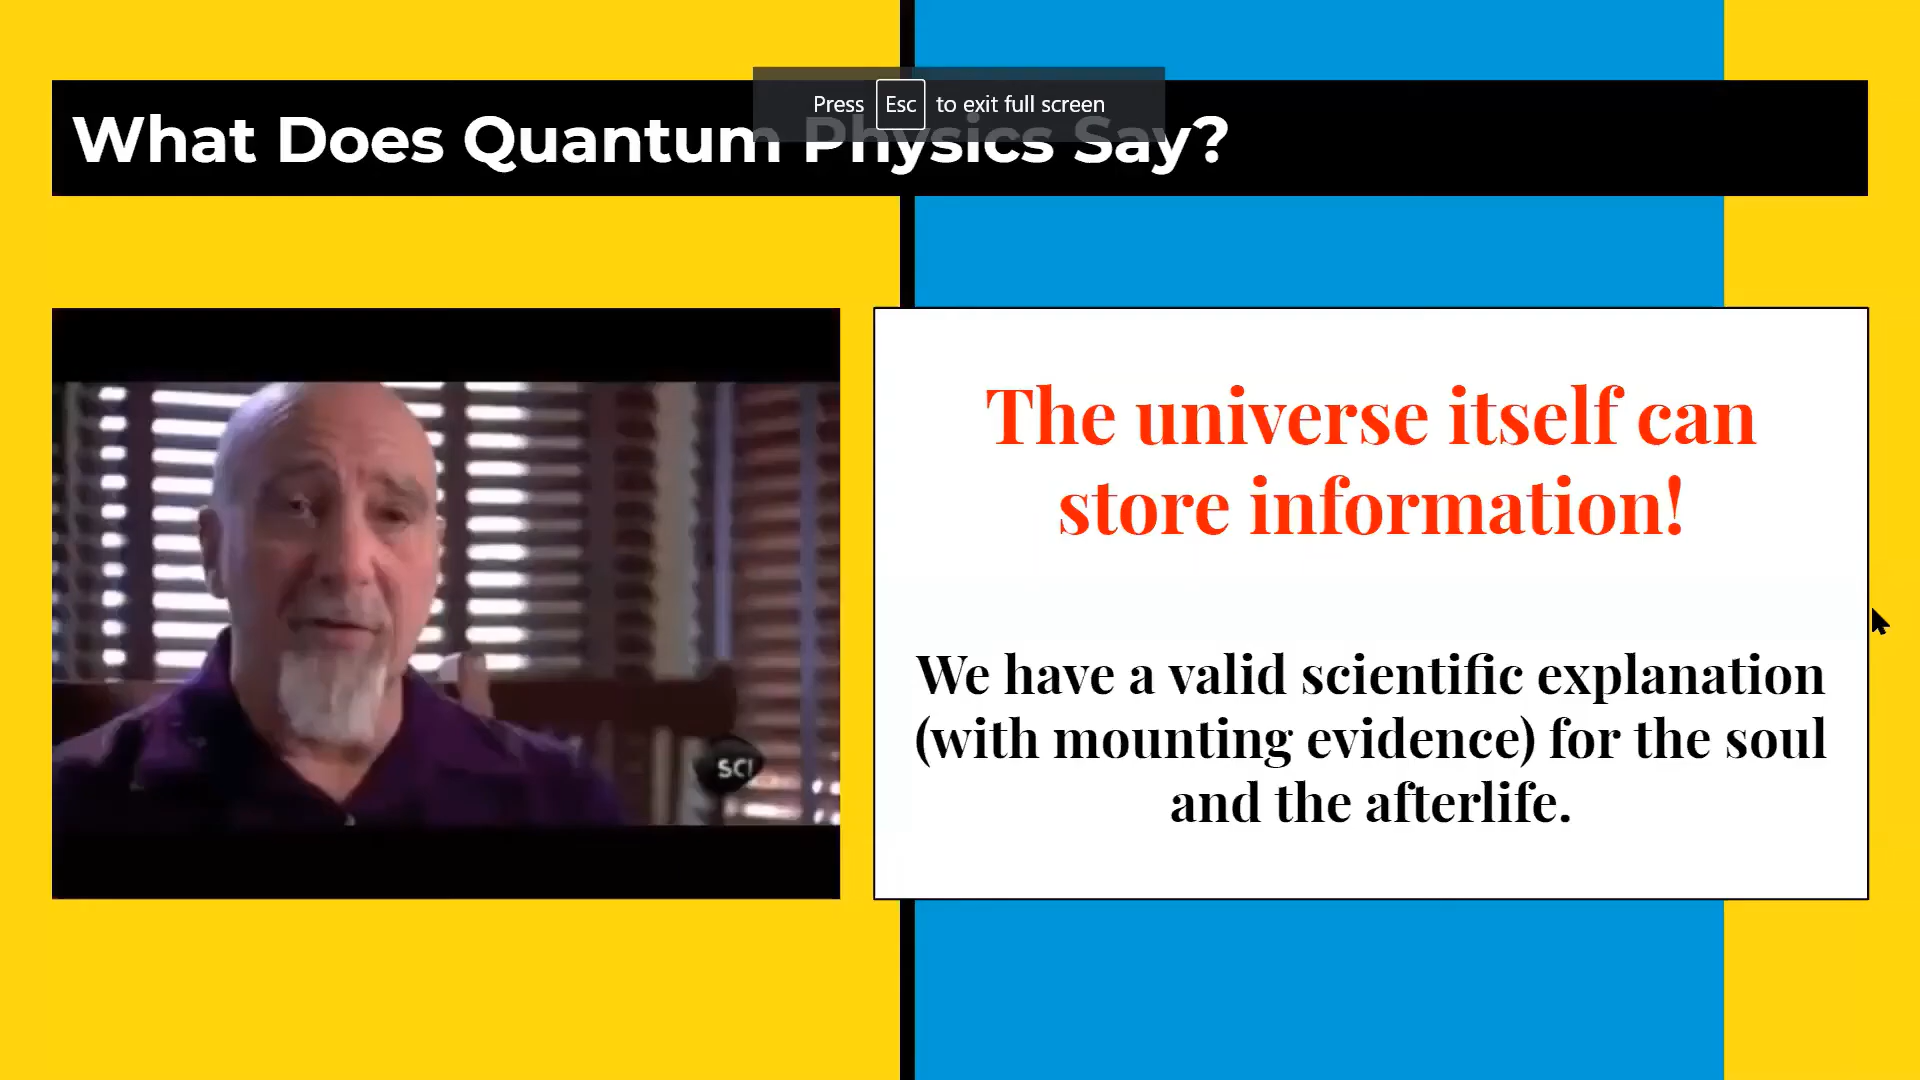 Press Esc to exit full screen
What Does Quantum Physics Say?
The universe itself can
store information!
We have a valid scientific explanation
(with mounting evidence) for the soul
and the afterlife.
SCI